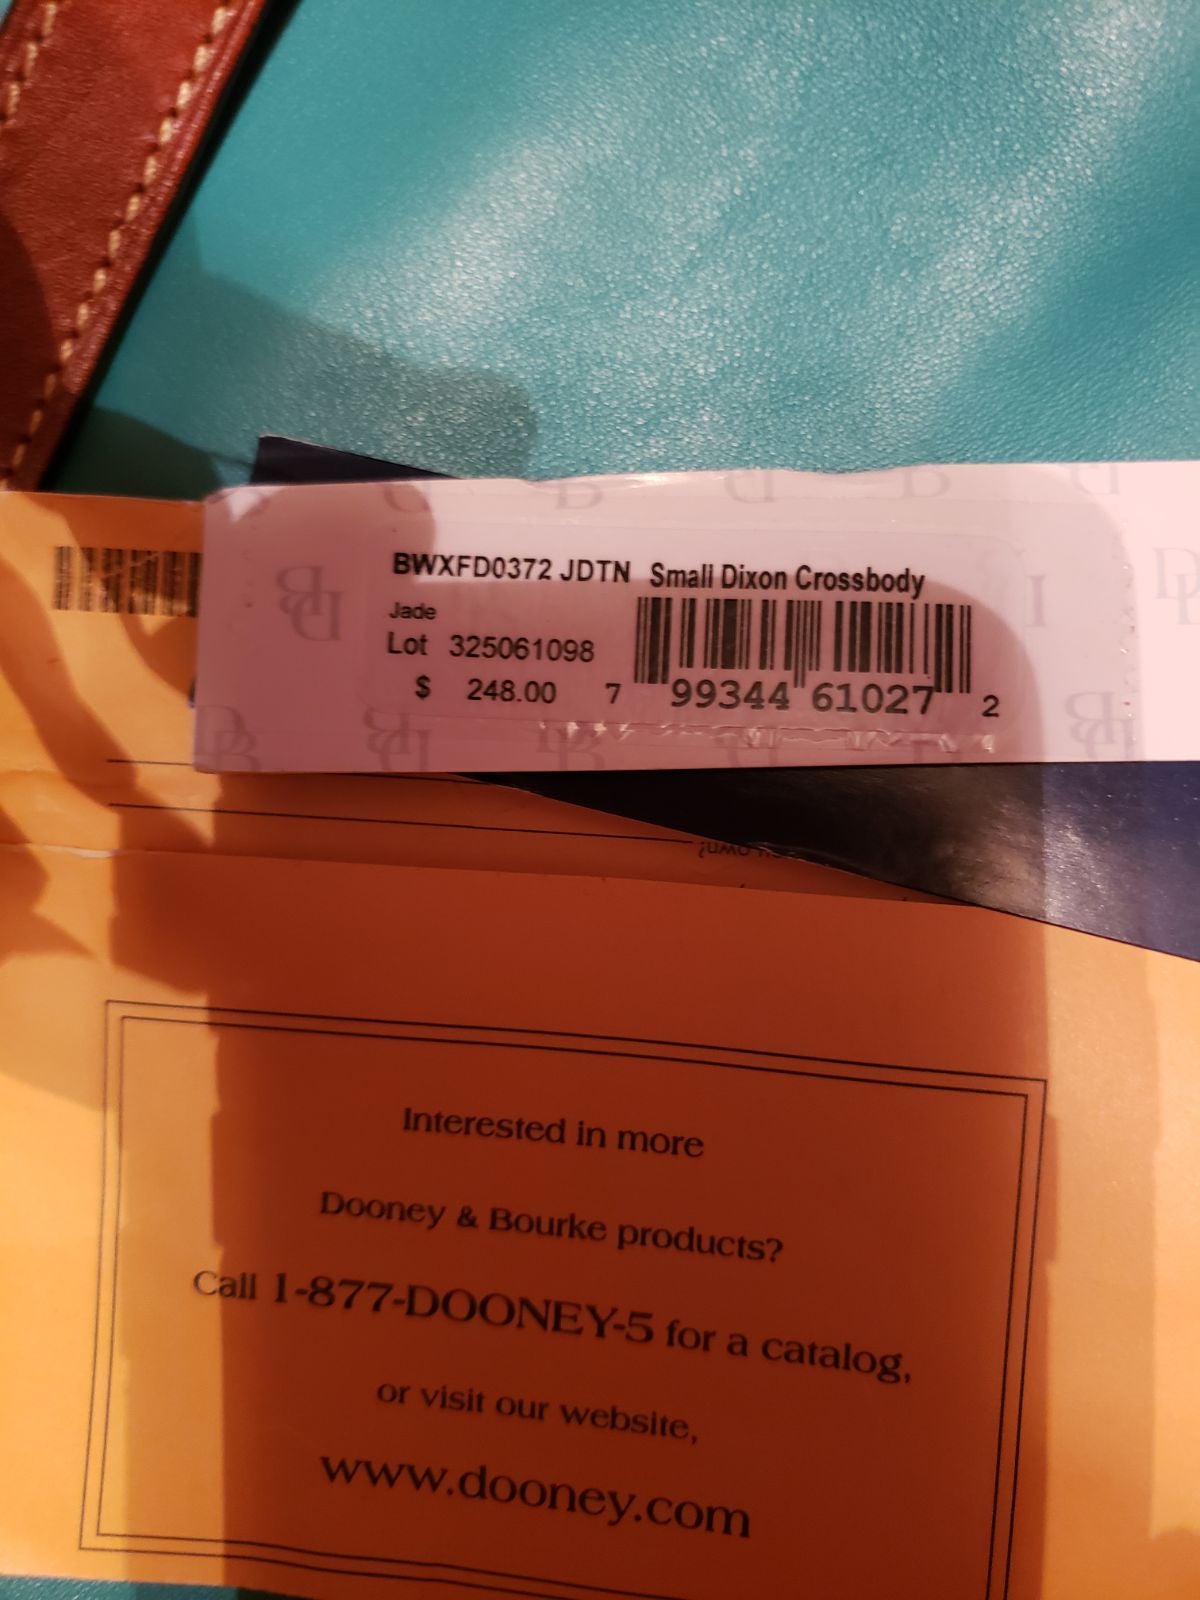 BWXFD0372 JDTN Small Dixon Crossbody
Jade
Lot 325061098
$ 248.00
7 99344 61027 2
own?
Interested in more
Dooney & Bourke products?
Call 1-877-DOONEY-5 for a catalog,
or visit our website,
www.dooney.com